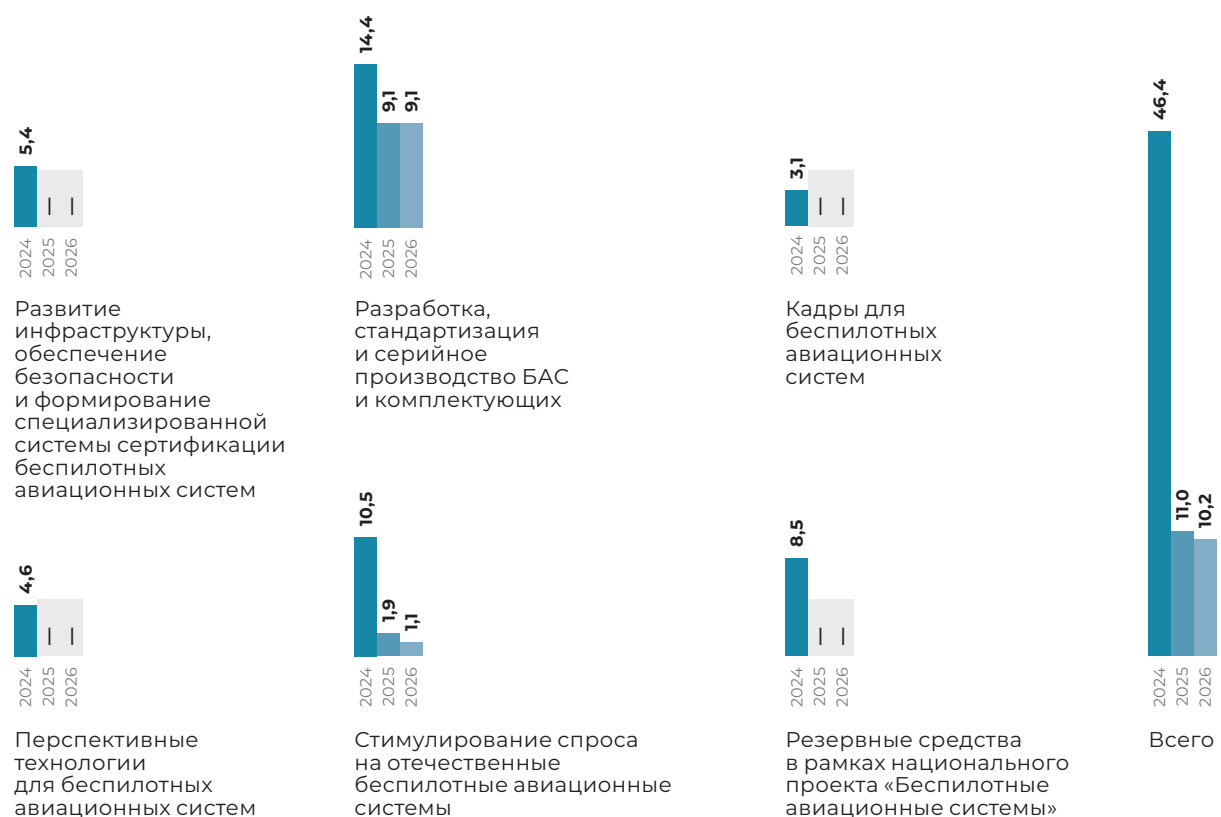 5,4
—
—
2024
2025
2026
Развитие
инфраструктуры,
обеспечение
безопасности
и формирование
специализированной
системы сертификации
беспилотных
авиационных систем
14,4
9,1
9,1
2024
2025
2026
Разработка,
стандартизация
и серийное
производство БАС
и комплектующих
3,1
—
—
2024
2025
2026
Кадры для
беспилотных
авиационных
систем
4,6
—
—
2024
2025
2026
Перспективные
технологии
для беспилотных
авиационных систем
10,5
1,9
1,1
2024
2025
2026
Стимулирование спроса
на отечественные
беспилотные авиационные
системы
8,5
—
—
2024
2025
2026
Резервные средства
в рамках национального
проекта «Беспилотные
авиационные системы»
46,4
11,0
10,2
2024
2025
2026
Всего